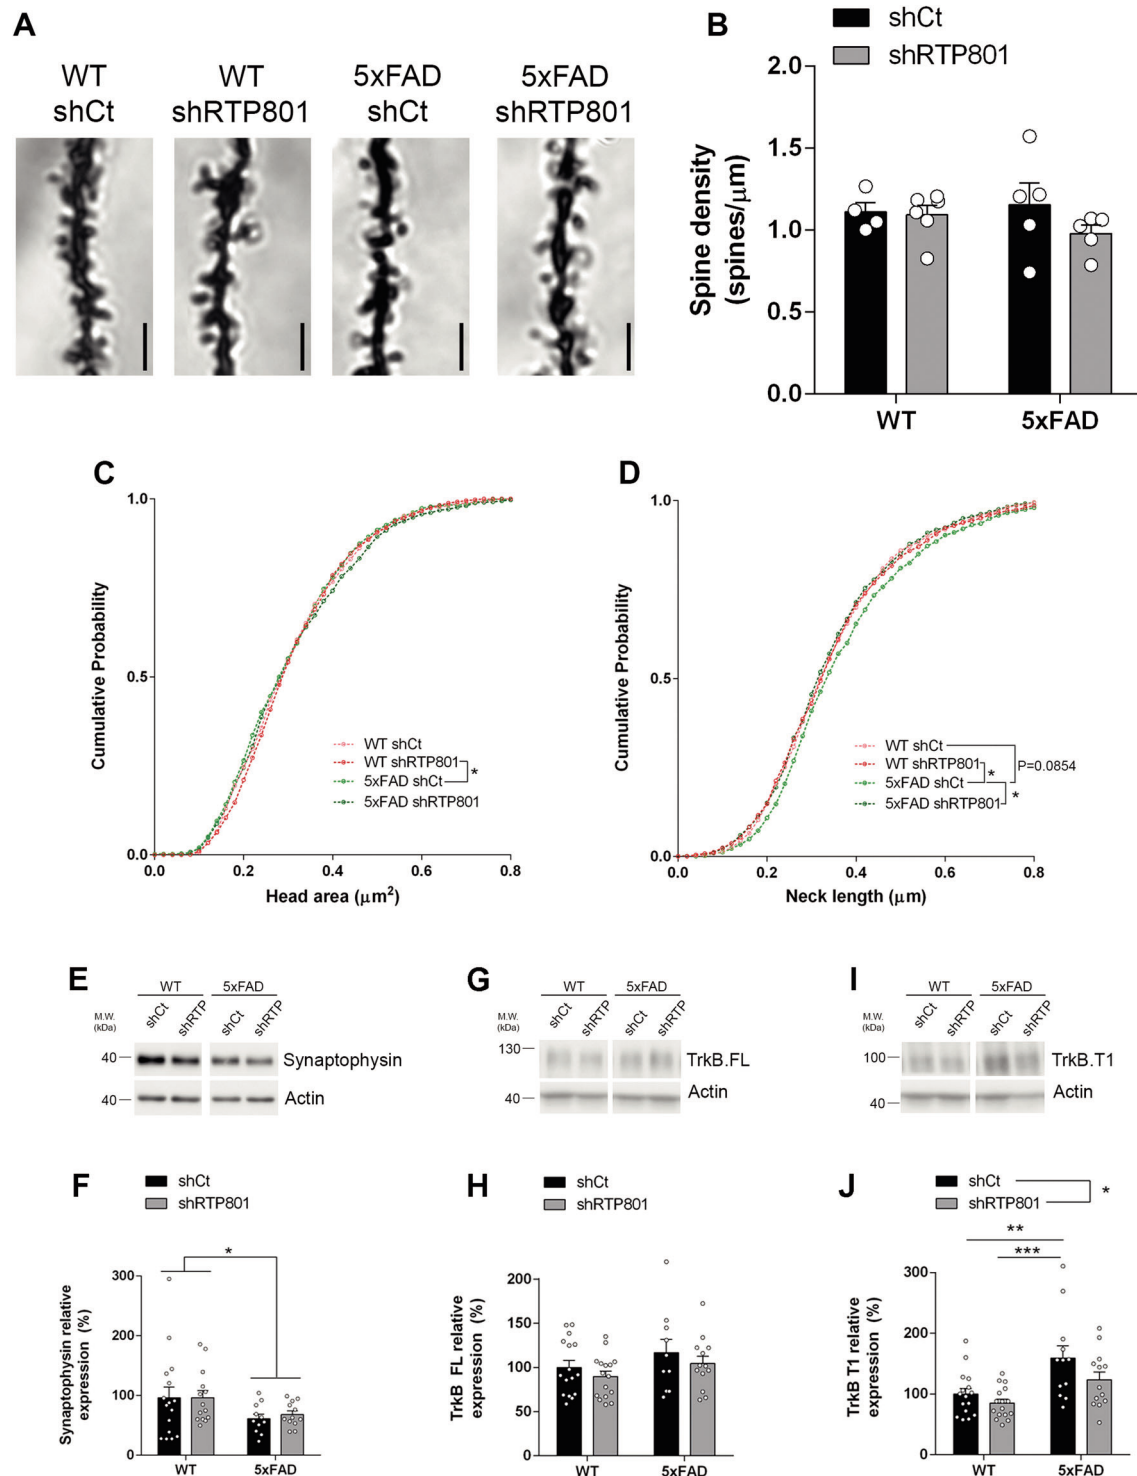 A
WT
shCt
WT
shRTP801
5xFAD
shCt
5xFAD
shRTP801
B
shCt
shRTP801
Spine density
(spines/μm)
2.0
1.5
1.0
0.5
0.0
WT
5xFAD
C
Cumulative Probability
1.0
0.5
0.0
0.0
0.2
0.4
0.6
0.8
Head area (μm²)
WT shCt
WT shRTP801
5xFAD shCt
5xFAD shRTP801
*
D
Cumulative Probability
1.0
0.5
0.0
0.0
0.2
0.4
0.6
0.8
Neck length (μm)
WT shCt
WT shRTP801
5xFAD shCt
5xFAD shRTP801
*
*
P=0.0854
E
WT
5xFAD
M.W.
(kDa)
shCt
shRTP
shCt
shRTP
40
Synaptophysin
40
Actin
G
WT
5xFAD
M.W.
(kDa)
shCt
shRTP
shCt
shRTP
130
TrkB.FL
40
Actin
I
WT
5xFAD
M.W.
(kDa)
shCt
shRTP
shCt
shRTP
100
TrkB.T1
40
Actin
F
shCt
shRTP801
*
Synaptophysin relative
expression (%)
300
200
100
0
WT
5xFAD
H
shCt
shRTP801
TrkB FL relative
expression (%)
200
150
100
50
0
WT
5xFAD
J
shCt
shRTP801
*
**
***
TrkB T1 relative
expression (%)
300
200
100
0
WT
5xFAD